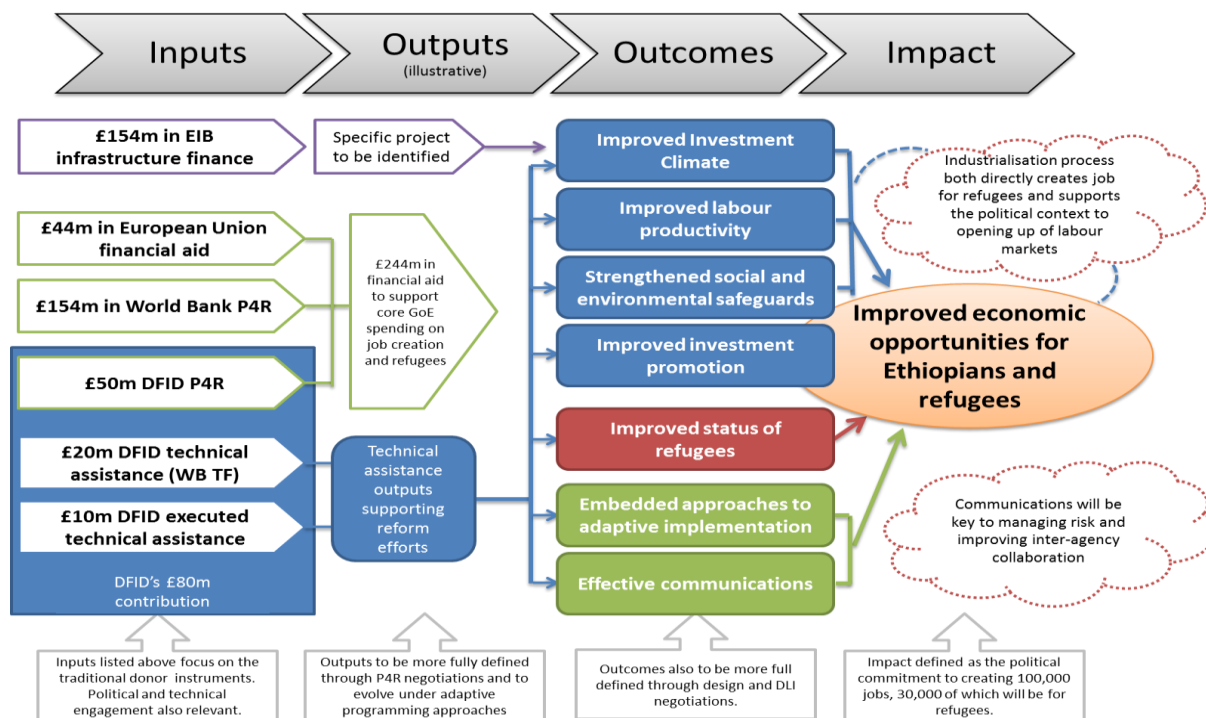 Inputs
Outputs
(illustrative)
Outcomes
Impact
£154m in EIB
infrastructure finance
Specific project
to be identified
£44m in European Union
financial aid
£154m in World Bank P4R
£50m DFID P4R
£244m in
financial aid
to support
core GoE
spending on
job creation
and refugees
£20m DFID technical
assistance (WB TF)
£10m DFID executed
technical assistance
DFID's £80m
contribution
Technical
assistance
outputs
supporting
reform
efforts
Improved Investment
Climate
Improved labour
productivity
Strengthened social and
environmental safeguards
Improved investment
promotion
Improved status of
refugees
Embedded approaches to
adaptive implementation
Effective communications
Industrialisation process
both directly creates job
for refugees and supports
the political context to
opening up of labour
markets
Improved economic
opportunities for
Ethiopians and
refugees
Communications will be
key to managing risk and
improving inter-agency
collaboration
Inputs listed above focus on the
traditional donor instruments.
Political and technical
engagement also relevant.
Outputs to be more fully defined
through P4R negotiations and to
evolve under adaptive
programming approaches
Outcomes also to be more full
defined through design and DLI
negotiations.
Impact defined as the political
commitment to creating 100,000
jobs, 30,000 of which will be for
refugees.